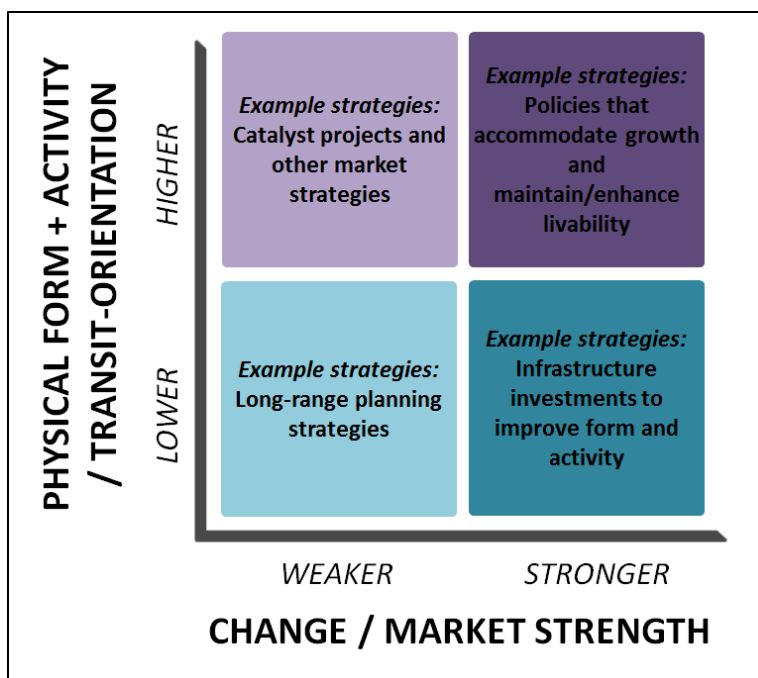 PHYSICAL FORM + ACTIVITY
/ TRANSIT-ORIENTATION
HIGHER
LOWER
Example strategies:
Catalyst projects and
other market
strategies
Example strategies:
Policies that
accommodate growth
and
maintain/enhance
livability
Example strategies:
Long-range planning
strategies
Example strategies:
Infrastructure
investments to
improve form and
activity
WEAKER
STRONGER
CHANGE / MARKET STRENGTH